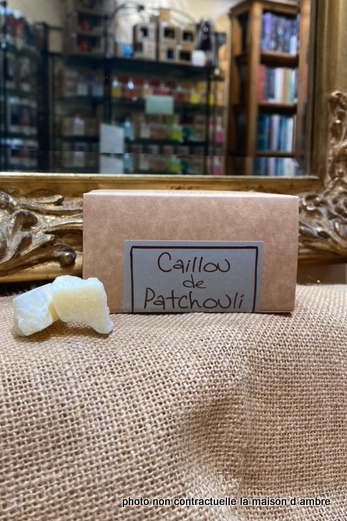 Caillou
de
Patchouli
photo non contractuelle la maison d ambre